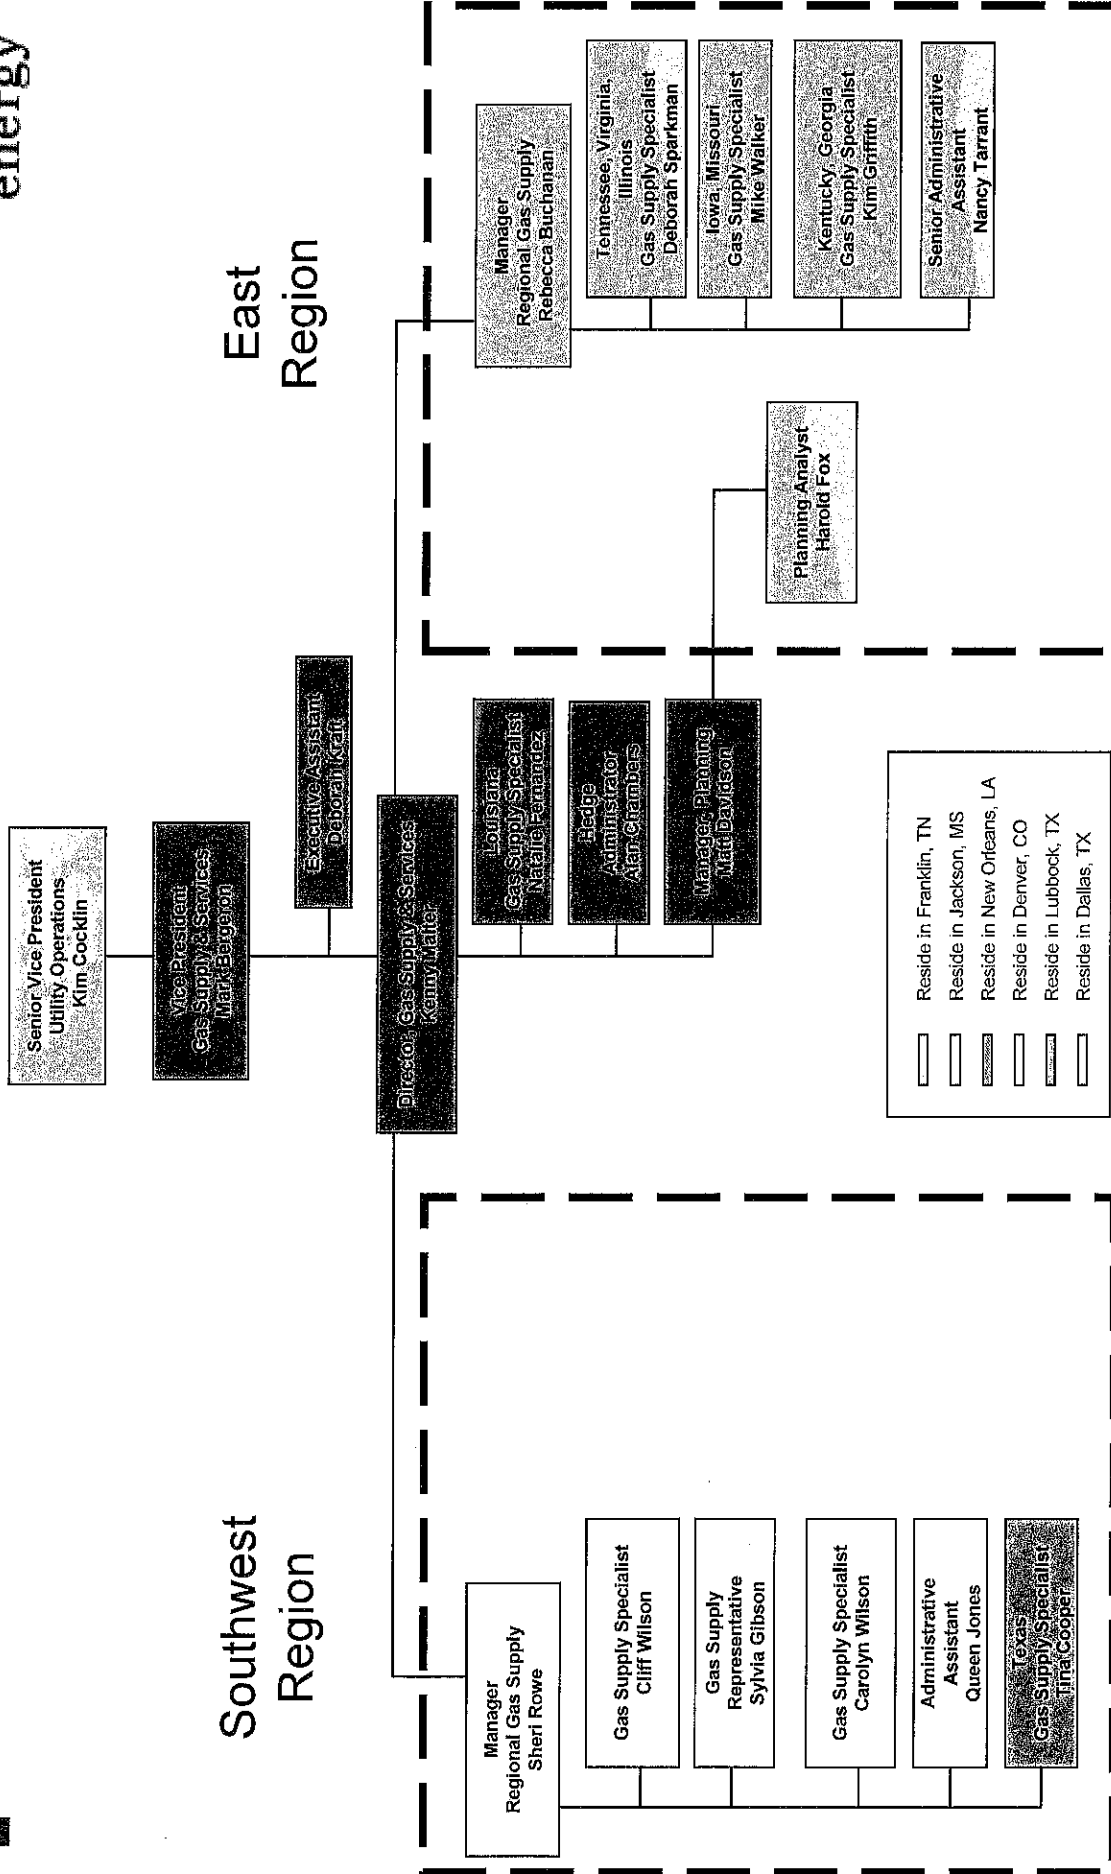 energy
Southwest
Region
East
Region
Senior Vice President
Utility Operations
Kim Cocklin
Vice President
Gas Supply & Services
Mark Bergeron
Executive Assistant
Deborah Kraft
Director, Gas Supply & Services
Kenny Malter
Manager
Regional Gas Supply
Sheri Rowe
Gas Supply Specialist
Cliff Wilson
Gas Supply
Representative
Sylvia Gibson
Gas Supply Specialist
Carolyn Wilson
Administrative
Assistant
Queen Jones
Texas
Gas Supply Specialist
Tina Cooper
Louisiana
Gas Supply Specialist
Natalie Fernandez
Hedge
Administrator
Alan Chambers
Manager, Planning
Matt Davidson
Planning Analyst
Harold Fox
Manager
Regional Gas Supply
Rebecca Buchanan
Tennessee, Virginia,
Illinois
Gas Supply Specialist
Deborah Sparkman
Iowa, Missouri
Gas Supply Specialist
Mike Walker
Kentucky, Georgia
Gas Supply Specialist
Kim Griffith
Senior Administrative
Assistant
Nancy Tarrant
Reside in Franklin, TN
Reside in Jackson, MS
Reside in New Orleans, LA
Reside in Denver, CO
Reside in Lubbock, TX
Reside in Dallas, TX